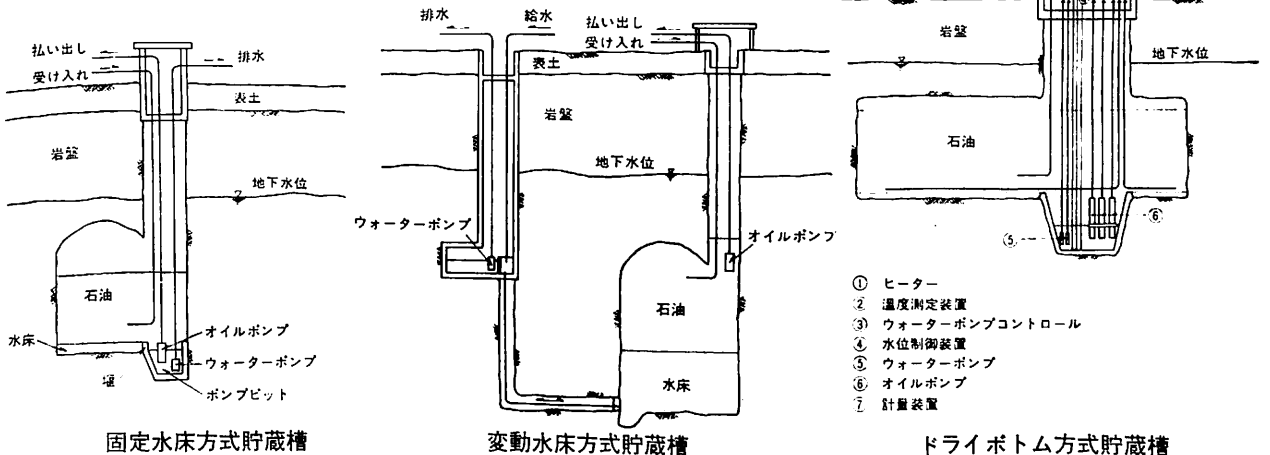 払い出し
受け入れ
排水
表土
岩盤
地下水位
石油
水床
オイルポンプ
ウォーターポンプ
堰
ポンプピット
固定水床方式貯蔵槽
排水
給水
払い出し
受け入れ
表土
岩盤
地下水位
ウォーターポンプ
オイルポンプ
石油
水床
変動水床方式貯蔵槽
岩盤
地下水位
石油
⑤
⑥
① ヒーター
② 温度測定装置
③ ウォーターポンプコントロール
④ 水位制御装置
⑤ ウォーターポンプ
⑥ オイルポンプ
⑦ 計量装置
ドライボトム方式貯蔵槽